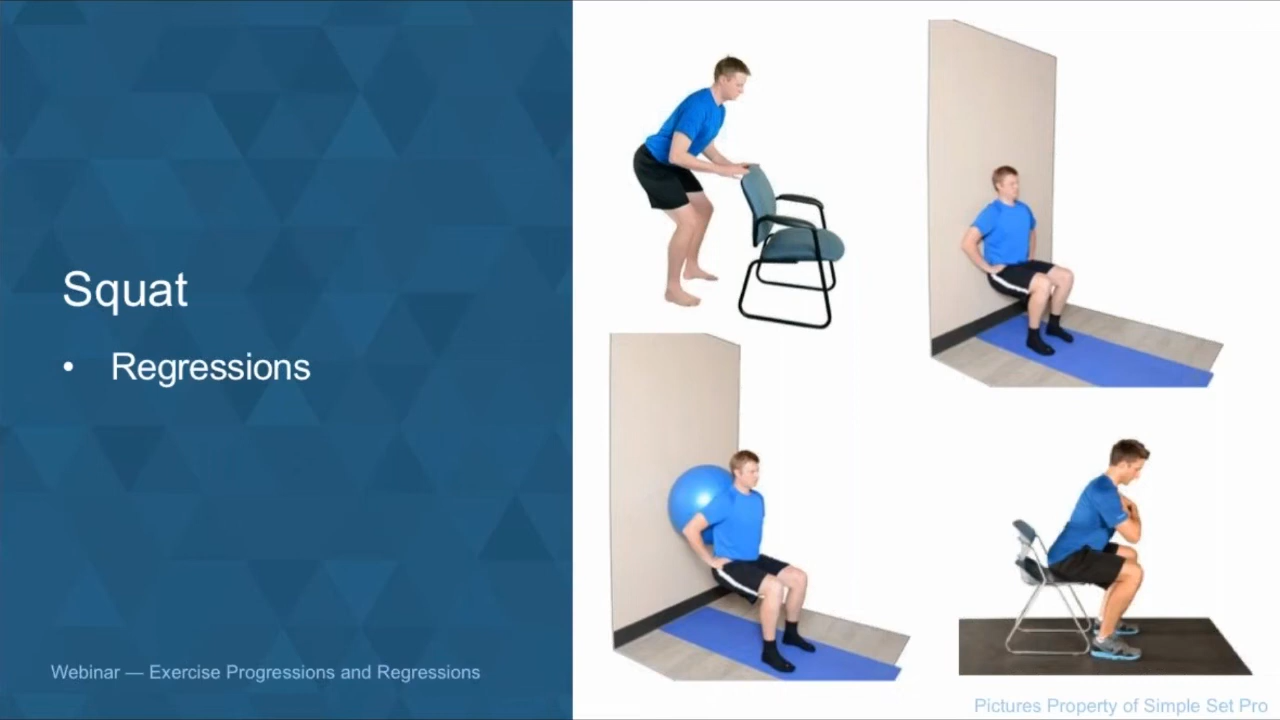 Squat
• Regressions
Webinar — Exercise Progressions and Regressions
Pictures Property of Simple Set Pro